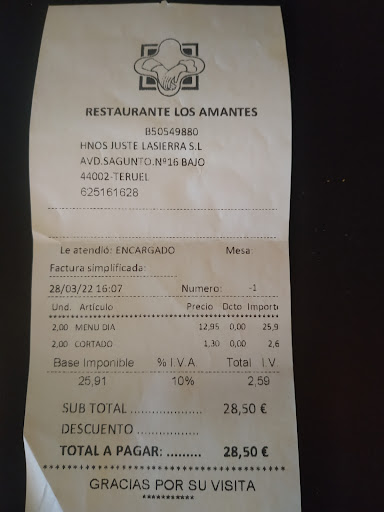 RESTAURANTE LOS AMANTES
B50549880
HNOS JUSTE LASIERRA S.L
AVD.SAGUNTO.Nº16 BAJO
44002-TERUEL
625161628
Le atendió: ENCARGADO Mesa:
Factura simplificada:
28/03/22 16:07 Numero: -1
Und. Artículo Precio Dcto Importe
2,00 MENU DIA 12,95 0,00 25,9
2,00 CORTADO 1,30 0,00 2,6
Base Imponible % I.V.A. Total I.V.
25,91 10% 2,59
SUB TOTAL .................... 28,50 €
DESCUENTO .................
TOTAL A PAGAR: ......... 28,50 €
GRACIAS POR SU VISITA